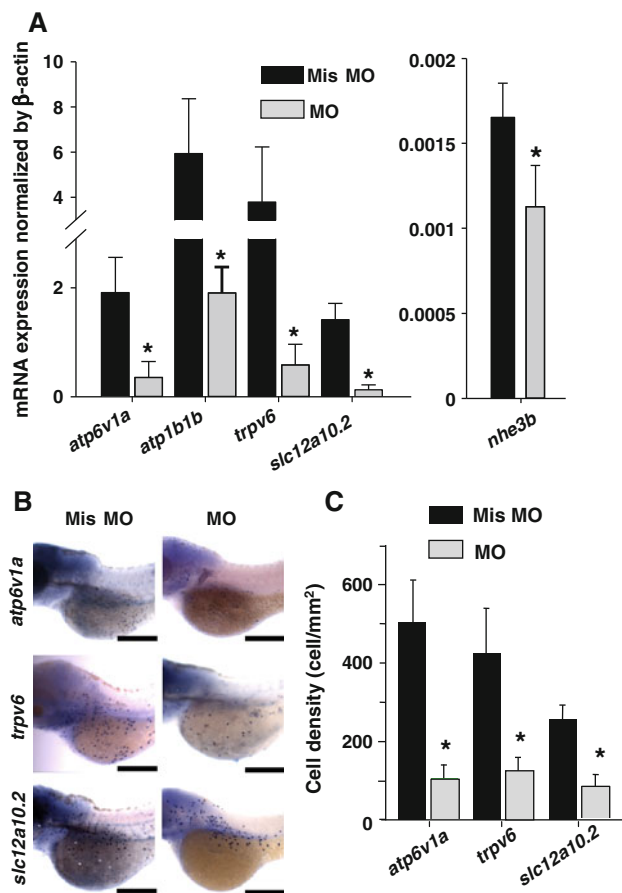 A
mRNA expression normalized by β-actin
10
8
6
4
2
0
Mis MO
MO
*
*
*
*
atp6v1a
atp1b1b
trpv6
slc12a10.2
0.002
0.0015
0.001
0.0005
0
*
nhe3b
B
Mis MO
MO
atp6v1a
trpv6
slc12a10.2
C
Mis MO
MO
Cell density (cell/mm²)
600
400
200
0
*
*
*
atp6v1a
trpv6
slc12a10.2